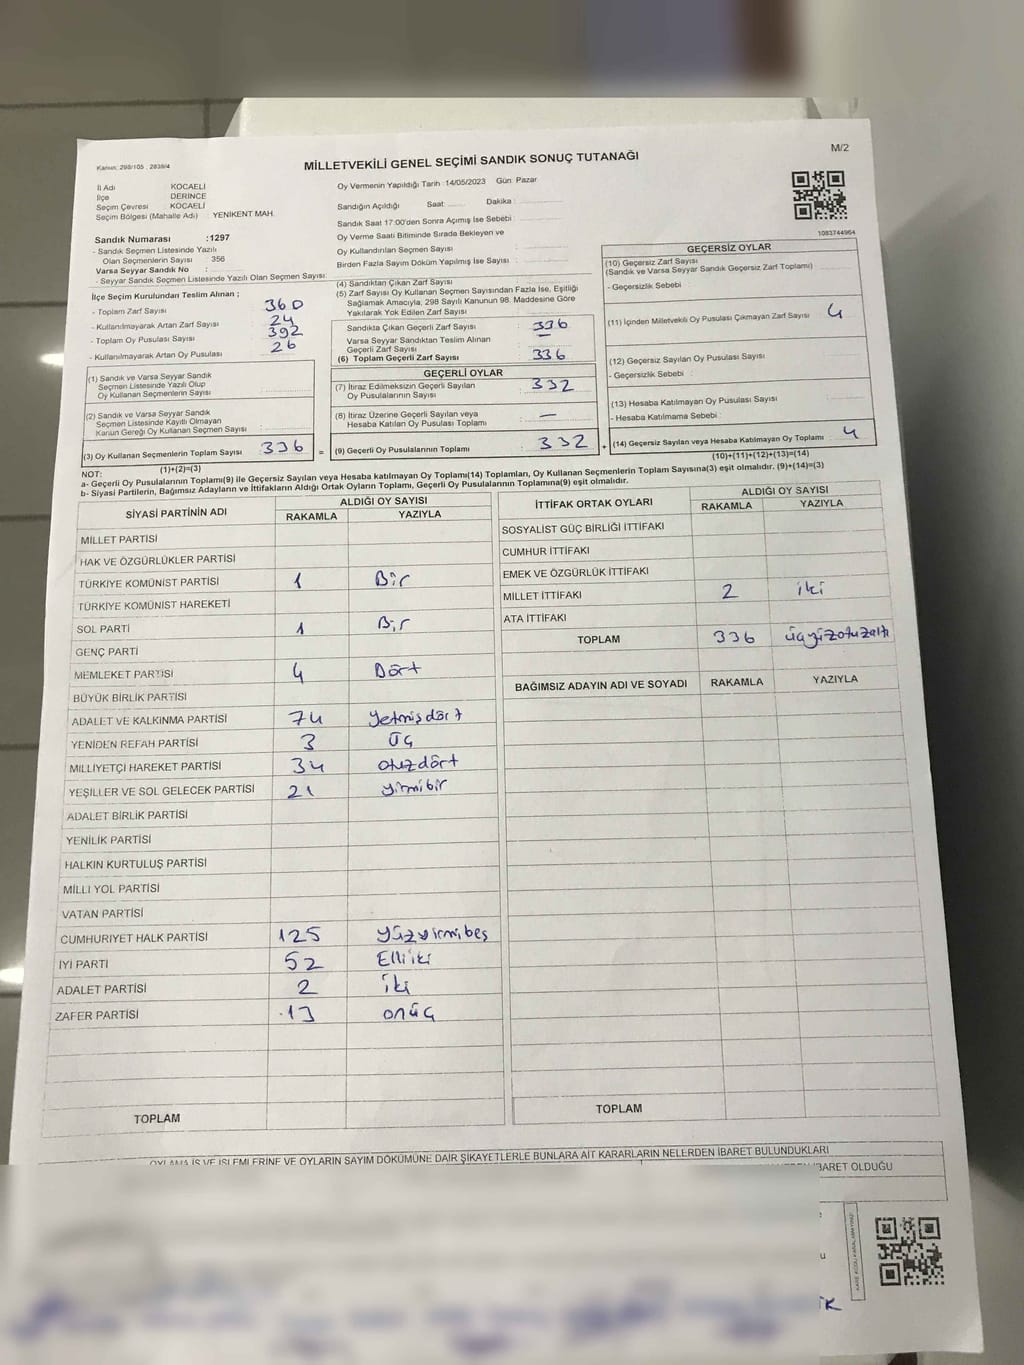 Kanun: 298/105 , 2839/4
MİLLETVEKİLİ GENEL SEÇİMİ SANDIK SONUÇ TUTANAĞI
M/2
İl Adı KOCAELİ
İlçe DERİNCE
Seçim Çevresi KOCAELİ
Seçim Bölgesi (Mahalle Adı) YENİKENT MAH.
Sandık Numarası :1297
- Sandık Seçmen Listesinde Yazılı
Olan Seçmenlerin Sayısı 356
Varsa Seyyar Sandık No :
- Seyyar Sandık Seçmen Listesinde Yazılı Olan Seçmen Sayısı:
Oy Vermenin Yapıldığı Tarih :14/05/2023 Gün: Pazar
Sandığın Açıldığı Saat Dakika :
Sandık Saat 17:00'den Sonra Açımış İse Sebebi :
Oy Verme Saati Bitiminde Sırada Bekleyen ve
Oy Kullandırılan Seçmen Sayısı :
Birden Fazla Sayım Döküm Yapılmış İse Sayısı :
1083744964
İlçe Seçim Kurulundan Teslim Alınan ;
- Toplam Zarf Sayısı 360
- Kullanılmayarak Artan Zarf Sayısı 24
- Toplam Oy Pusulası Sayısı 392
- Kullanılmayarak Artan Oy Pusulası 26
(1) Sandık ve Varsa Seyyar Sandık
Seçmen Listesinde Yazılı Olup
Oy Kullanan Seçmenlerin Sayısı :
(2) Sandık ve Varsa Seyyar Sandık
Seçmen Listesinde Kayıtlı Olmayan
Kanun Gereği Oy Kullanan Seçmen Sayısı :
(3) Oy Kullanan Seçmenlerin Toplam Sayısı 336
(1)+(2)=(3)
(4) Sandıktan Çıkan Zarf Sayısı :
(5) Zarf Sayısı Oy Kullanan Seçmen Sayısından Fazla İse, Eşitliği
Sağlamak Amacıyla, 298 Sayılı Kanunun 98. Maddesine Göre
Yakılarak Yok Edilen Zarf Sayısı :
Sandıkta Çıkan Geçerli Zarf Sayısı 336
Varsa Seyyar Sandıktan Teslim Alınan
Geçerli Zarf Sayısı —
(6) Toplam Geçerli Zarf Sayısı 336
GEÇERLİ OYLAR
(7) İtiraz Edilmeksizin Geçerli Sayılan
Oy Pusulalarının Sayısı : 332
(8) İtiraz Üzerine Geçerli Sayılan veya
Hesaba Katılan Oy Pusulası Toplamı : —
= (9) Geçerli Oy Pusulalarının Toplamı : 332 +
GEÇERSİZ OYLAR
(10) Geçersiz Zarf Sayısı
(Sandık ve Varsa Seyyar Sandık Geçersiz Zarf Toplamı)
- Geçersizlik Sebebi :
(11) İçinden Milletvekili Oy Pusulası Çıkmayan Zarf Sayısı 4
(12) Geçersiz Sayılan Oy Pusulası Sayısı :
- Geçersizlik Sebebi :
(13) Hesaba Katılmayan Oy Pusulası Sayısı :
- Hesaba Katılmama Sebebi :
(14) Geçersiz Sayılan veya Hesaba Katılmayan Oy Toplamı 4
(10)+(11)+(12)+(13)=(14)
NOT:
a- Geçerli Oy Pusulalarının Toplamı(9) ile Geçersiz Sayılan veya Hesaba katılmayan Oy Toplamı(14) Toplamları, Oy Kullanan Seçmenlerin Toplam Sayısına(3) eşit olmalıdır. (9)+(14)=(3)
b- Siyasi Partilerin, Bağımsız Adayların ve İttifakların Aldığı Ortak Oyların Toplamı, Geçerli Oy Pusulalarının Toplamına(9) eşit olmalıdır.
SİYASİ PARTİNİN ADI ALDIĞI OY SAYISI
RAKAMLA YAZIYLA
MİLLET PARTİSİ
HAK VE ÖZGÜRLÜKLER PARTİSİ
TÜRKİYE KOMÜNİST PARTİSİ 1 Bir
TÜRKİYE KOMÜNİST HAREKETİ
SOL PARTİ 1 Bir
GENÇ PARTİ
MEMLEKET PARTİSİ 4 Dört
BÜYÜK BİRLİK PARTİSİ
ADALET VE KALKINMA PARTİSİ 74 Yetmişdört
YENİDEN REFAH PARTİSİ 3 Üç
MİLLİYETÇİ HAREKET PARTİSİ 34 otuzdört
YEŞİLLER VE SOL GELECEK PARTİSİ 21 yirmibir
ADALET BİRLİK PARTİSİ
YENİLİK PARTİSİ
HALKIN KURTULUŞ PARTİSİ
MİLLİ YOL PARTİSİ
VATAN PARTİSİ
CUMHURİYET HALK PARTİSİ 125 yüzyirmibeş
İYİ PARTİ 52 Elliiki
ADALET PARTİSİ 2 iki
ZAFER PARTİSİ 13 onüç
TOPLAM
İTTİFAK ORTAK OYLARI ALDIĞI OY SAYISI
RAKAMLA YAZIYLA
SOSYALİST GÜÇ BİRLİĞİ İTTİFAKI
CUMHUR İTTİFAKI
EMEK VE ÖZGÜRLÜK İTTİFAKI
MİLLET İTTİFAKI 2 iki
ATA İTTİFAKI
TOPLAM 336 üçyüzotuzaltı
BAĞIMSIZ ADAYIN ADI VE SOYADI RAKAMLA YAZIYLA
TOPLAM
OYLAMA İŞ VE İŞLEMLERİNE VE OYLARIN SAYIM DÖKÜMÜNE DAİR ŞİKAYETLERLE BUNLARA AİT KARARLARIN NELERDEN İBARET BULUNDUKLARI
İBARET OLDUĞU
KARE KODU KARALAMAYINIZ!